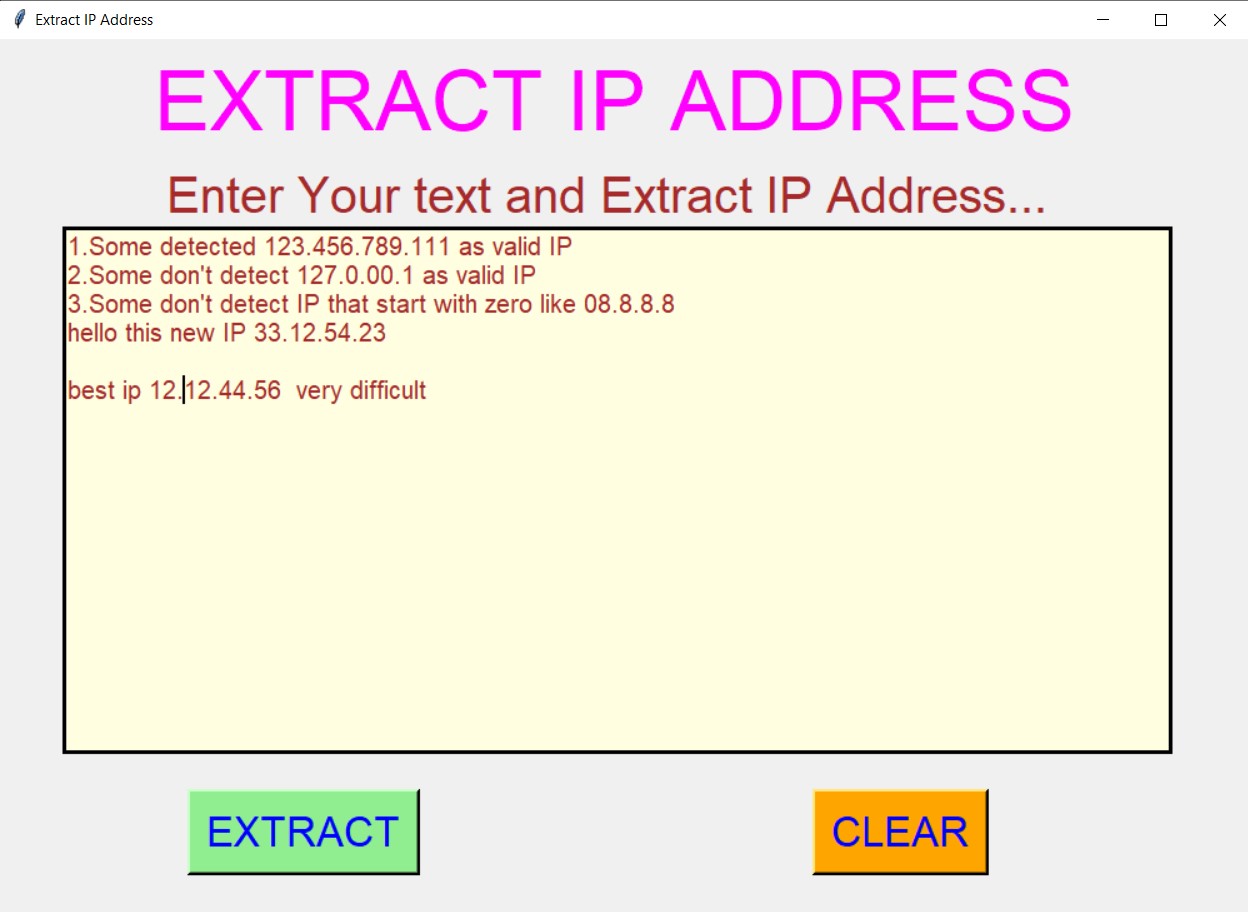 Extract IP Address
EXTRACT IP ADDRESS
Enter Your text and Extract IP Address...
1.Some detected 123.456.789.111 as valid IP
2.Some don't detect 127.0.00.1 as valid IP
3.Some don't detect IP that start with zero like 08.8.8.8
hello this new IP 33.12.54.23
best ip 12.12.44.56  very difficult
EXTRACT
CLEAR